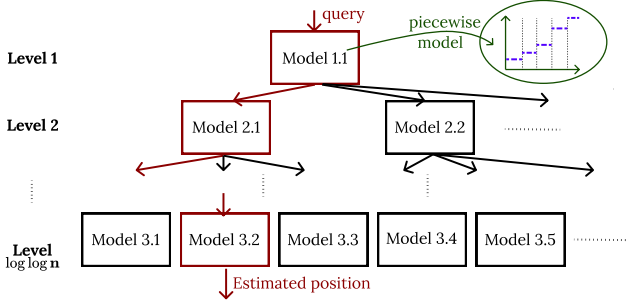 query
piecewise
model
Level 1
Model 1.1
Level 2
Model 2.1
Model 2.2
Model 3.1
Model 3.2
Model 3.3
Model 3.4
Model 3.5
Level
log log n
Estimated position